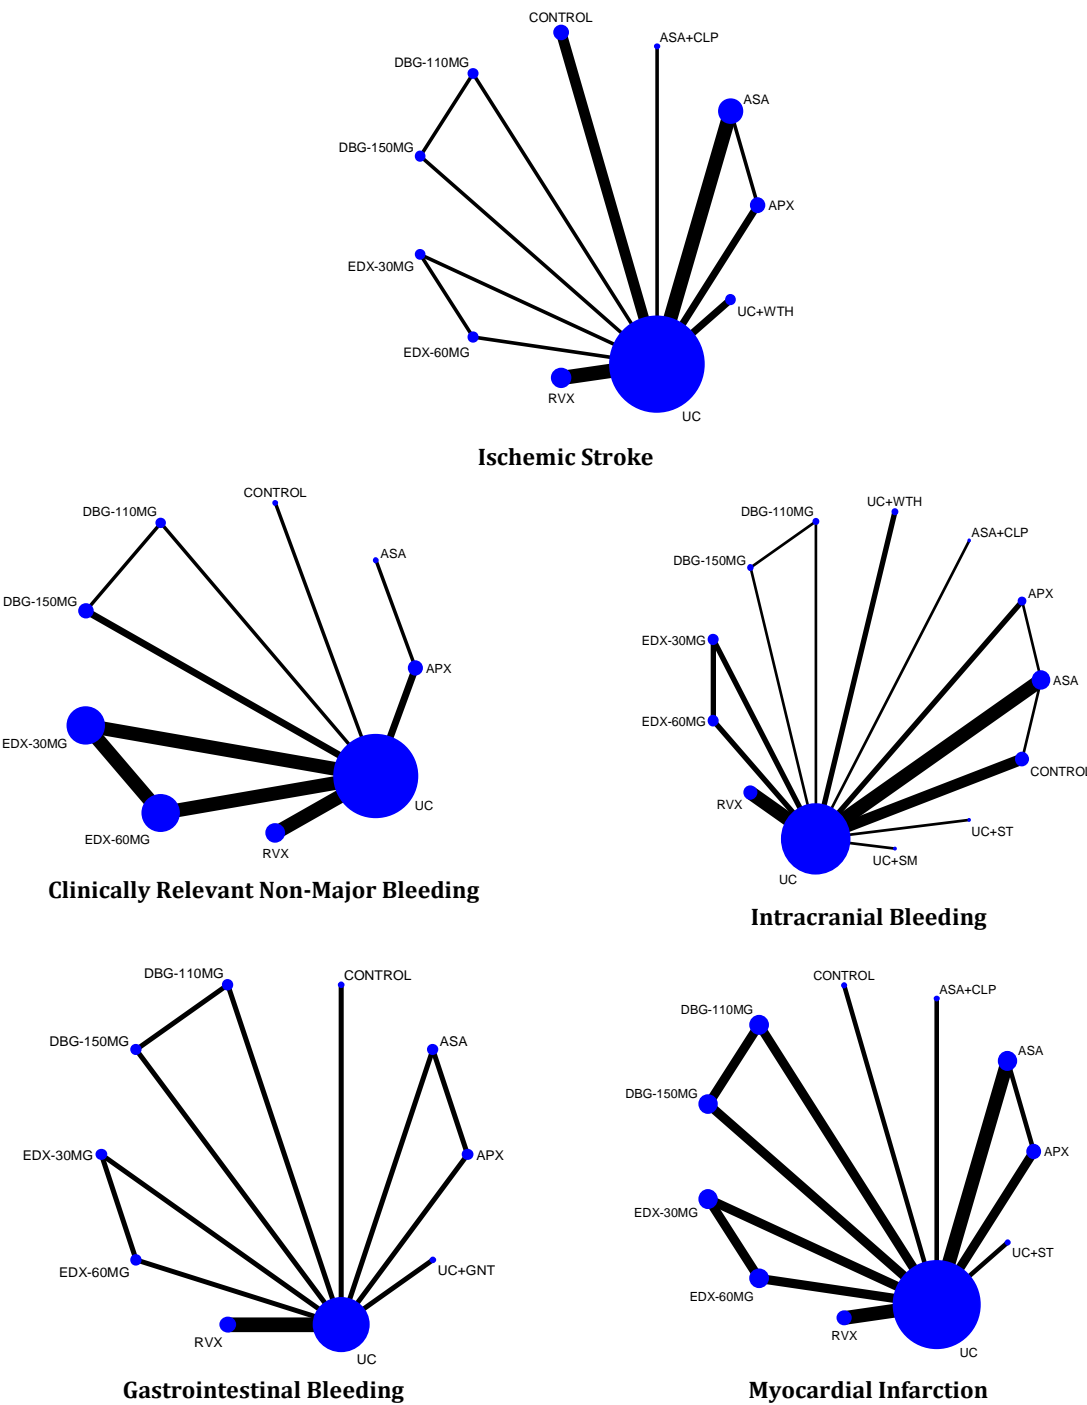 CONTROL
ASA+CLP
DBG-110MG
ASA
DBG-150MG
APX
EDX-30MG
UC+WTH
EDX-60MG
RVX
UC
Ischemic Stroke
CONTROL
DBG-110MG
ASA
DBG-150MG
APX
EDX-30MG
UC
EDX-60MG
RVX
Clinically Relevant Non-Major Bleeding
UC+WTH
DBG-110MG
ASA+CLP
DBG-150MG
APX
EDX-30MG
ASA
EDX-60MG
CONTROL
RVX
UC+ST
UC+SM
UC
Intracranial Bleeding
DBG-110MG
CONTROL
DBG-150MG
ASA
EDX-30MG
APX
EDX-60MG
UC+GNT
RVX
UC
Gastrointestinal Bleeding
CONTROL
ASA+CLP
DBG-110MG
ASA
DBG-150MG
APX
EDX-30MG
UC+ST
EDX-60MG
RVX
UC
Myocardial Infarction